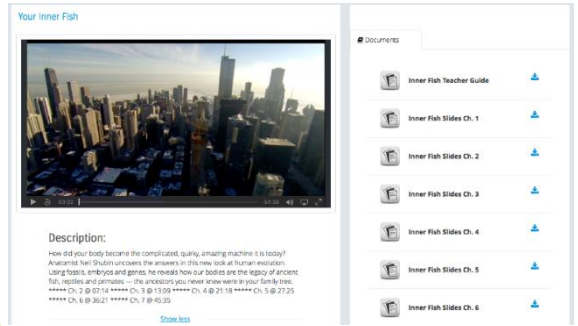 Your Inner Fish
Documents
Inner Fish Teacher Guide
Inner Fish Slides Ch. 1
Inner Fish Slides Ch. 2
Inner Fish Slides Ch. 3
Inner Fish Slides Ch. 4
Inner Fish Slides Ch. 5
Inner Fish Slides Ch. 6
Description:
How did your body become the complicated, quirky, amazing machine it is today?
Anatomist Neil Shubin uncovers the answers in this new look at human evolution.
Using fossils, embryos and genes, he reveals how our bodies are the legacy of ancient
fish, reptiles and primates — the ancestors you never knew were in your family tree.
***** Ch. 2 @ 07:14 ***** Ch. 3 @ 13:09 ***** Ch. 4 @ 21:18 ***** Ch. 5 @ 27:25
***** Ch. 6 @ 36:21 ***** Ch. 7 @ 45:35
Show less